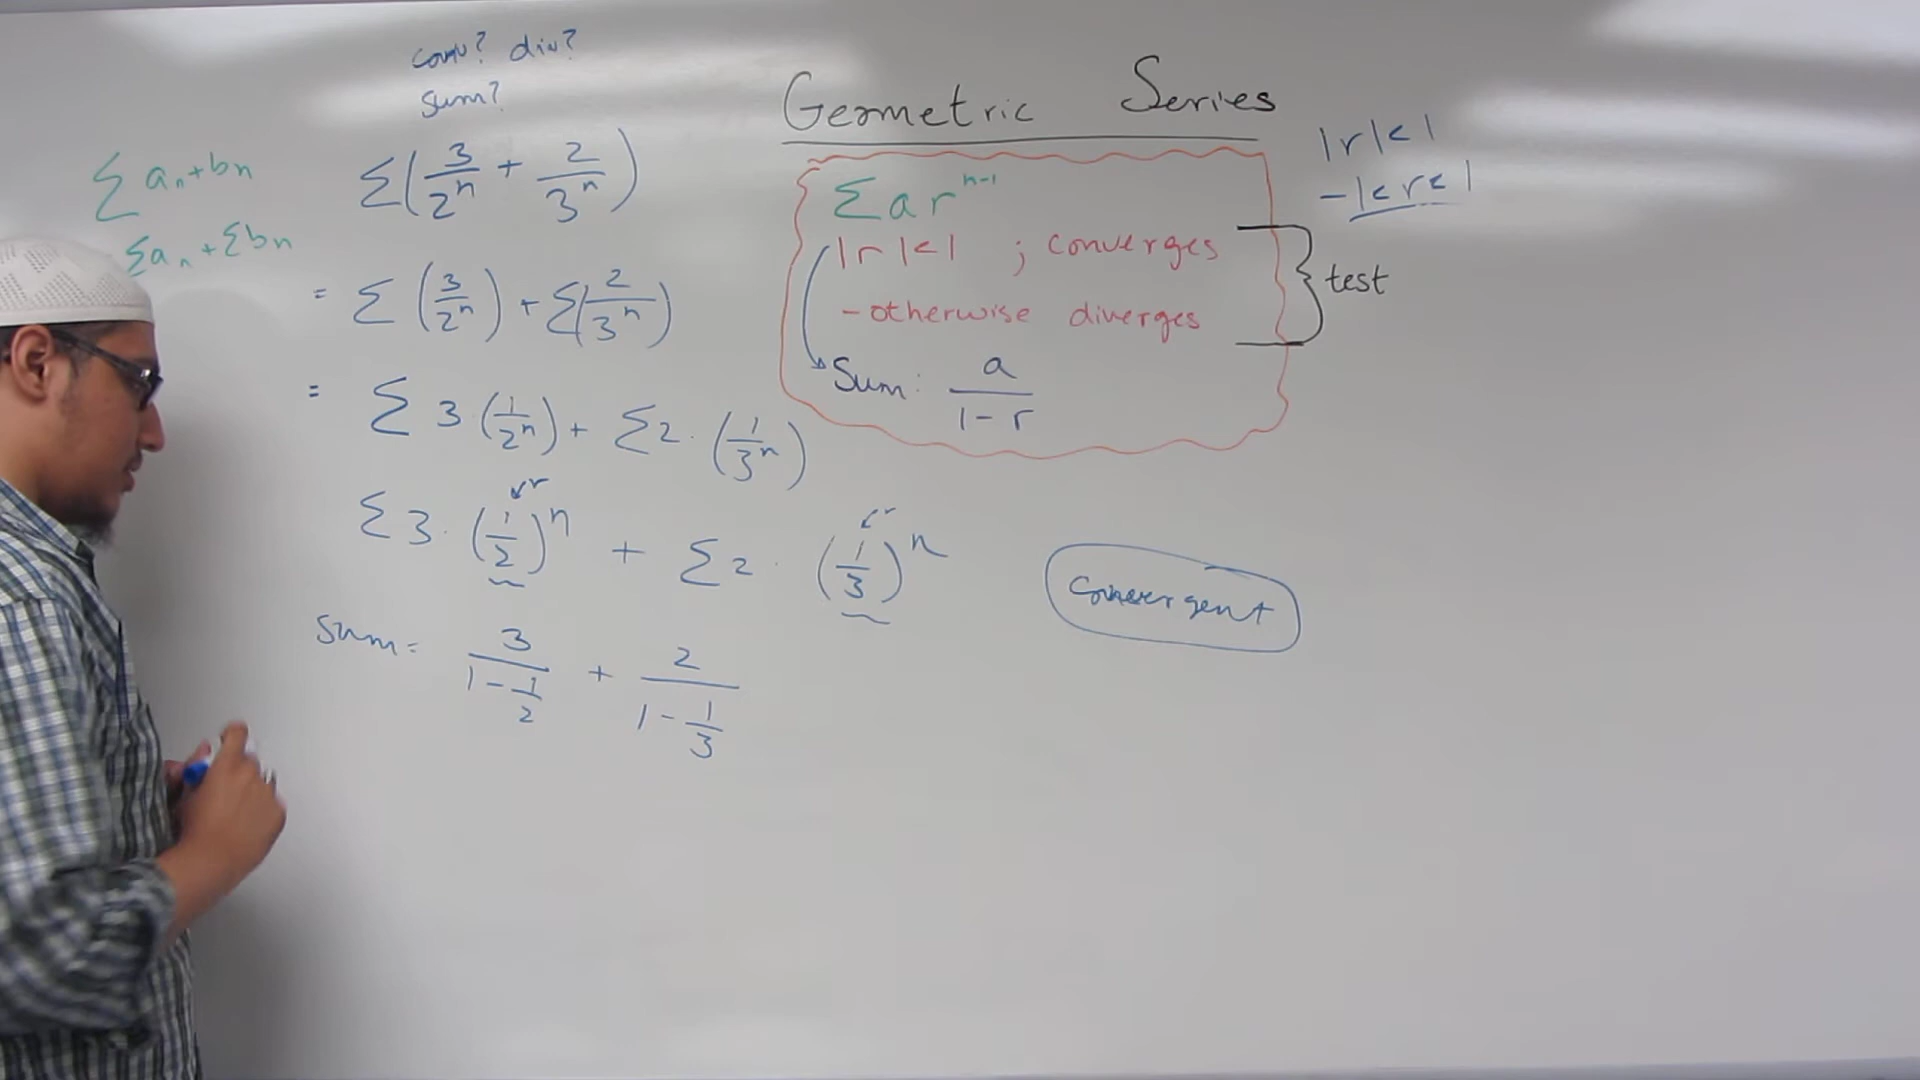 conv? div?
sum?
Geometric Series
∑ aₙ+bₙ
∑aₙ + ∑bₙ
∑(3/2ⁿ + 2/3ⁿ)
= ∑(3/2ⁿ) + ∑(2/3ⁿ)
= ∑ 3·(1/2ⁿ) + ∑2·(1/3ⁿ)
r r
∑3·(1/2)ⁿ + ∑2·(1/3)ⁿ
sum = 3/(1-1/2) + 2/(1-1/3)
∑ar^(n-1)
|r|<1 ; converges
-otherwise diverges
Sum: a/(1-r)
test
|r|<1
-1<r<1
Convergent